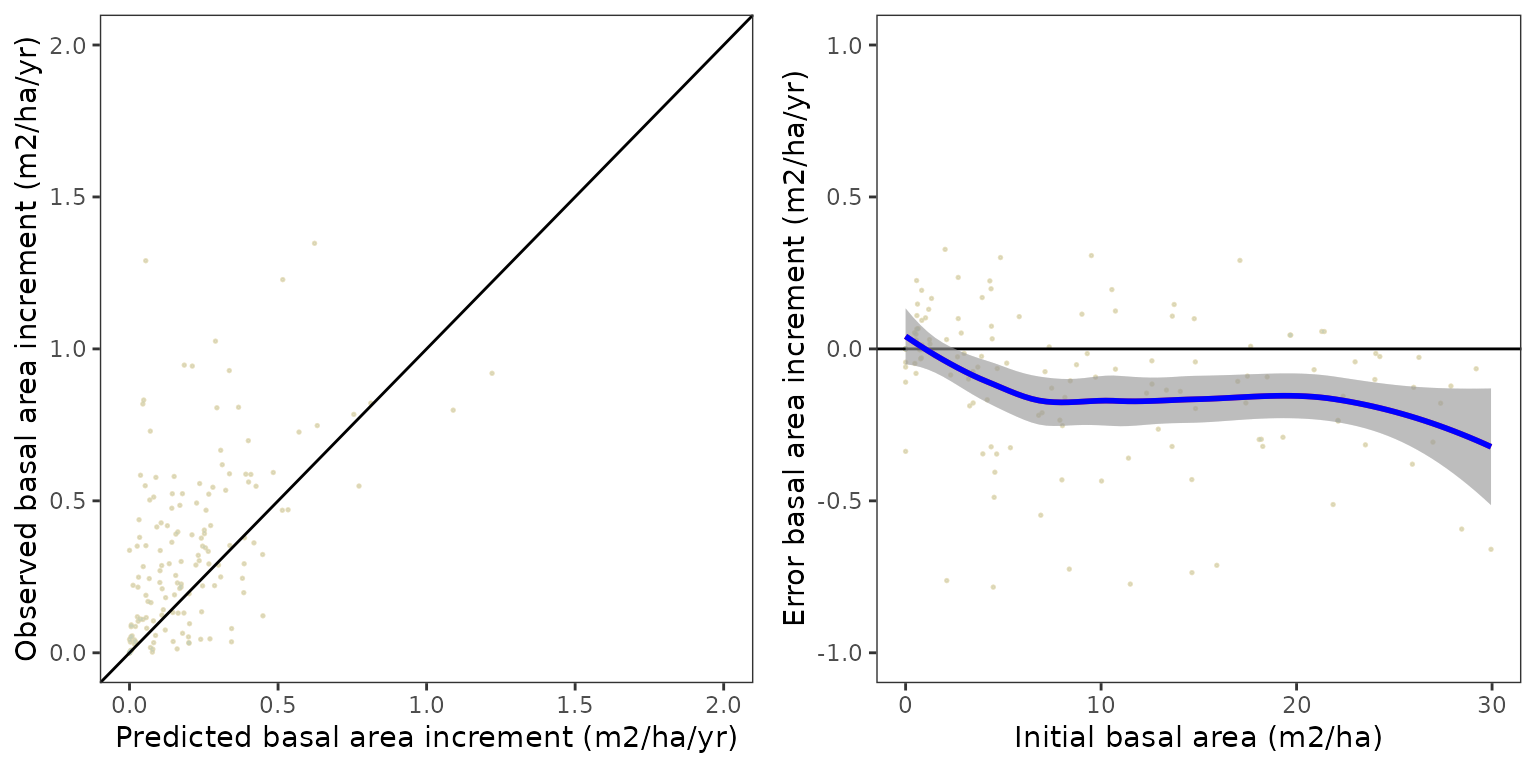 Observed basal area increment (m2/ha/yr)
2.0
1.5
1.0
0.5
0.0
0.0 0.5 1.0 1.5 2.0
Predicted basal area increment (m2/ha/yr)
Error basal area increment (m2/ha/yr)
1.0
0.5
0.0
-0.5
-1.0
0 10 20 30
Initial basal area (m2/ha)